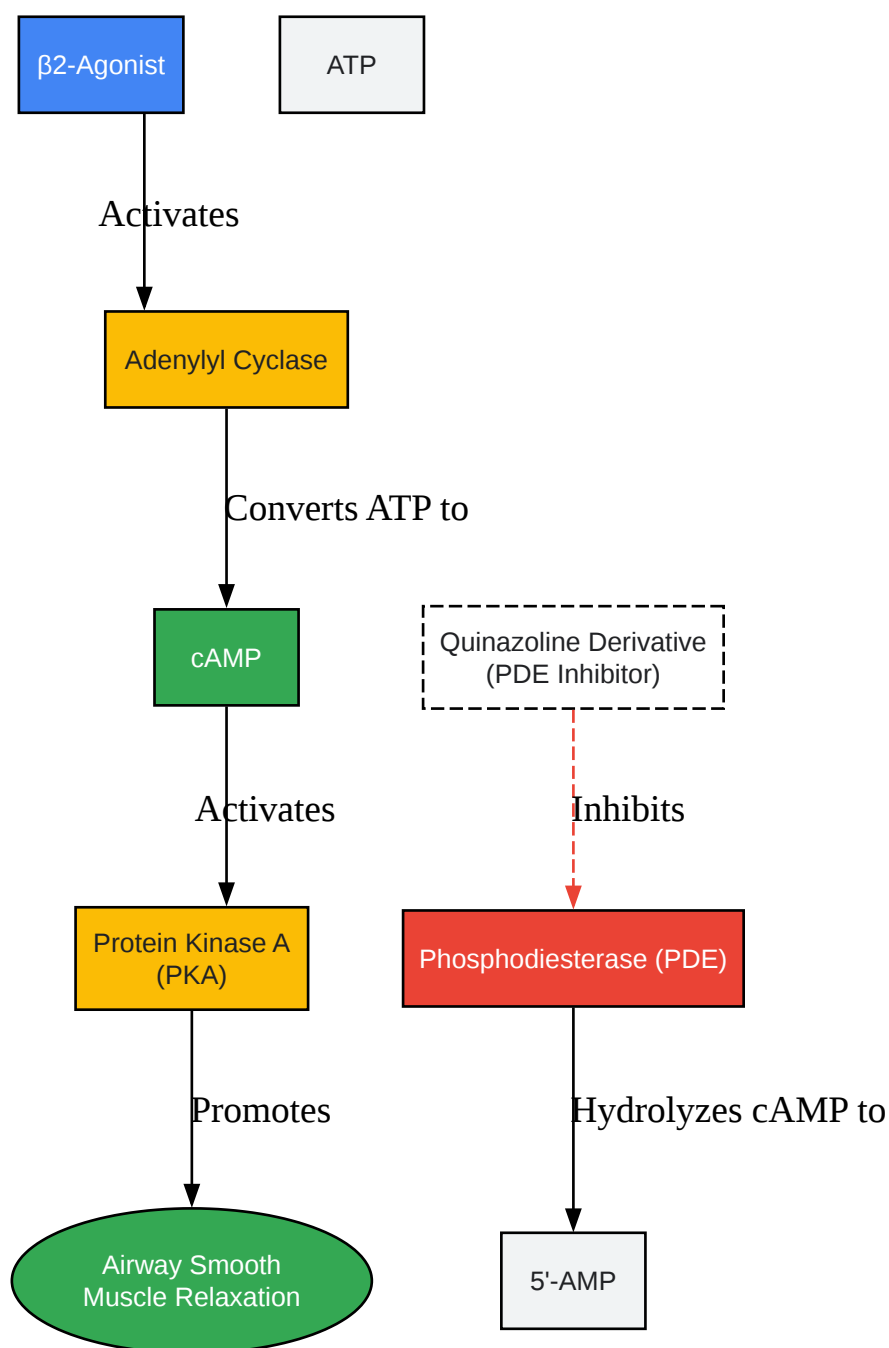 β2-Agonist
ATP
Activates
Adenylyl Cyclase
Converts ATP to
cAMP
Quinazoline Derivative
(PDE Inhibitor)
Activates
Inhibits
Protein Kinase A
(PKA)
Phosphodiesterase (PDE)
Promotes
Hydrolyzes cAMP to
Airway Smooth
Muscle Relaxation
5'-AMP